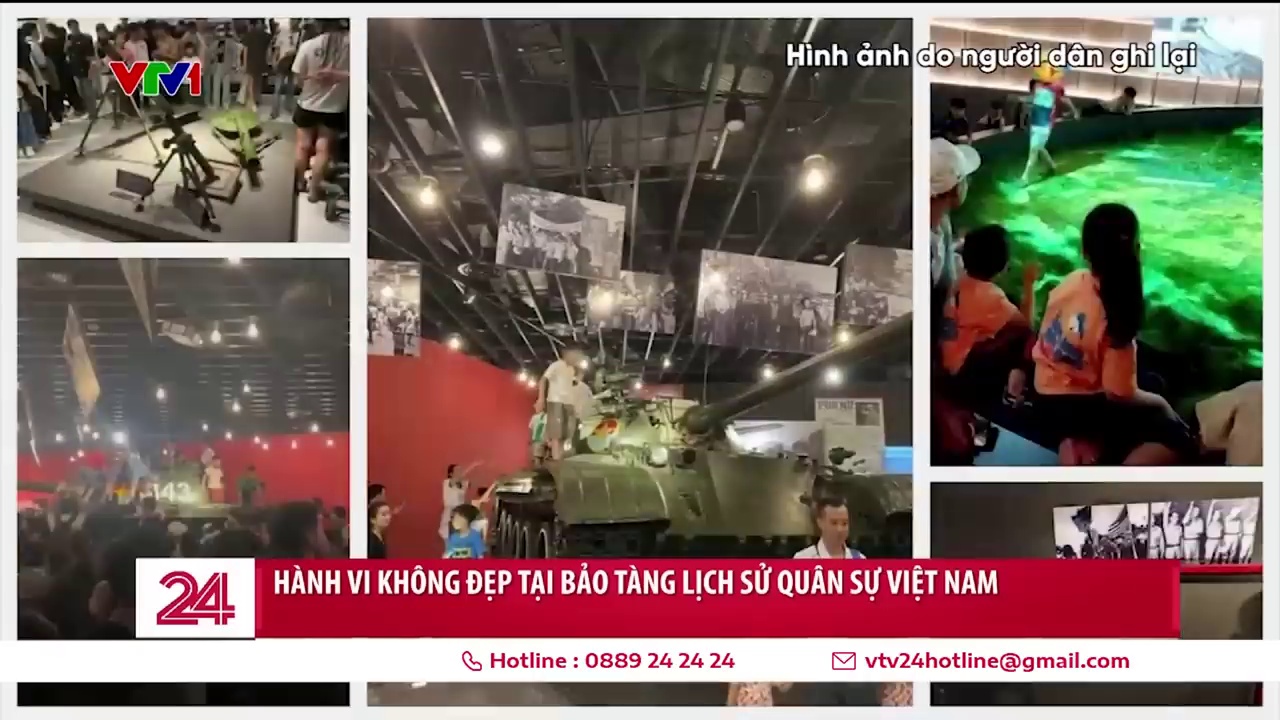 VTV1
Hình ảnh do người dân ghi lại
143
24
HÀNH VI KHÔNG ĐẸP TẠI BẢO TÀNG LỊCH SỬ QUÂN SỰ VIỆT NAM
Hotline : 0889 24 24 24
vtv24hotline@gmail.com